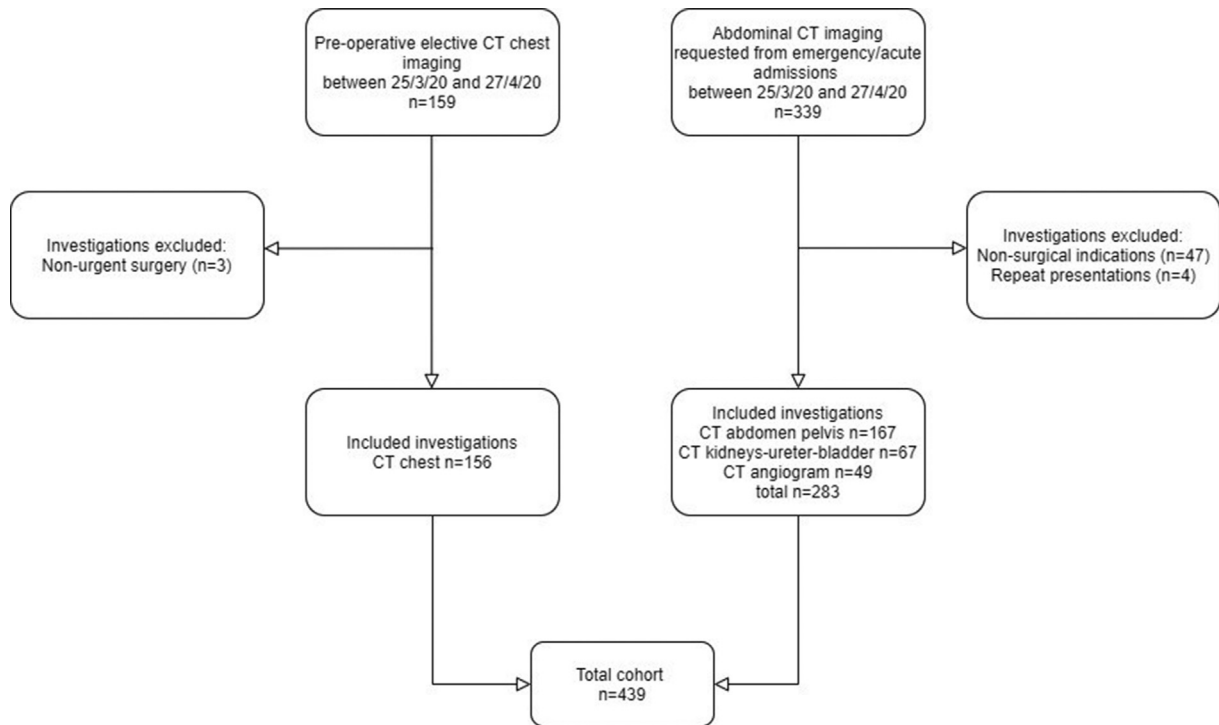 Pre-operative elective CT chest
imaging
between 25/3/20 and 27/4/20
n=159
Abdominal CT imaging
requested from emergency/acute
admissions
between 25/3/20 and 27/4/20
n=339
Investigations excluded:
Non-urgent surgery (n=3)
Investigations excluded:
Non-surgical indications (n=47)
Repeat presentations (n=4)
Included investigations
CT chest n=156
Included investigations
CT abdomen pelvis n=167
CT kidneys-ureter-bladder n=67
CT angiogram n=49
total n=283
Total cohort
n=439